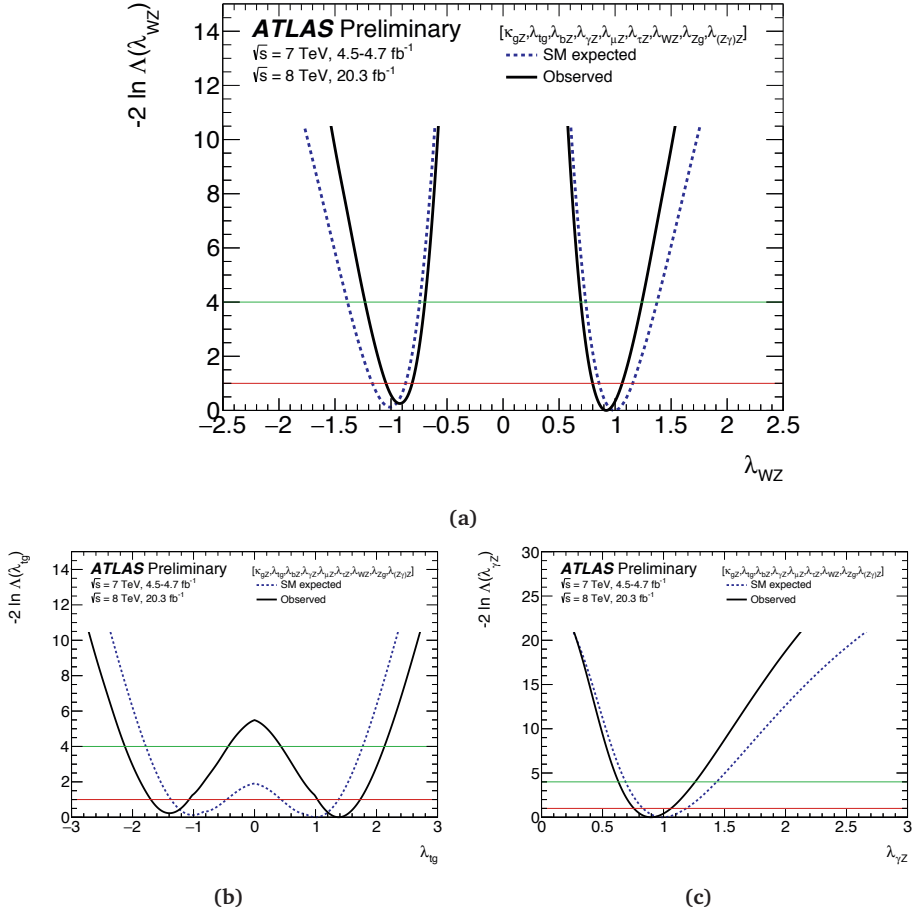 -2 ln Λ(λWZ)
ATLAS Preliminary
√s = 7 TeV, 4.5-4.7 fb-1
√s = 8 TeV, 20.3 fb-1
[κgZ,λtg,λbZ,λγZ,λμZ,λτZ,λWZ,λZg,λ(Zγ)Z]
SM expected
Observed
14
12
10
8
6
4
2
0
−2.5 −2 −1.5 −1 −0.5 0 0.5 1 1.5 2 2.5
λWZ
(a)
-2 ln Λ(λtg)
ATLAS Preliminary
√s = 7 TeV, 4.5-4.7 fb-1
√s = 8 TeV, 20.3 fb-1
[κgZ,λtg,λbZ,λγZ,λμZ,λτZ,λWZ,λZg,λ(Zγ)Z]
SM expected
Observed
14
12
10
8
6
4
2
0
−3 −2 −1 0 1 2 3
λtg
(b)
-2 ln Λ(λγZ)
ATLAS Preliminary
√s = 7 TeV, 4.5-4.7 fb-1
√s = 8 TeV, 20.3 fb-1
[κgZ,λtg,λbZ,λγZ,λμZ,λτZ,λWZ,λZg,λ(Zγ)Z]
SM expected
Observed
30
25
20
15
10
5
0
0 0.5 1 1.5 2 2.5 3
λγZ
(c)